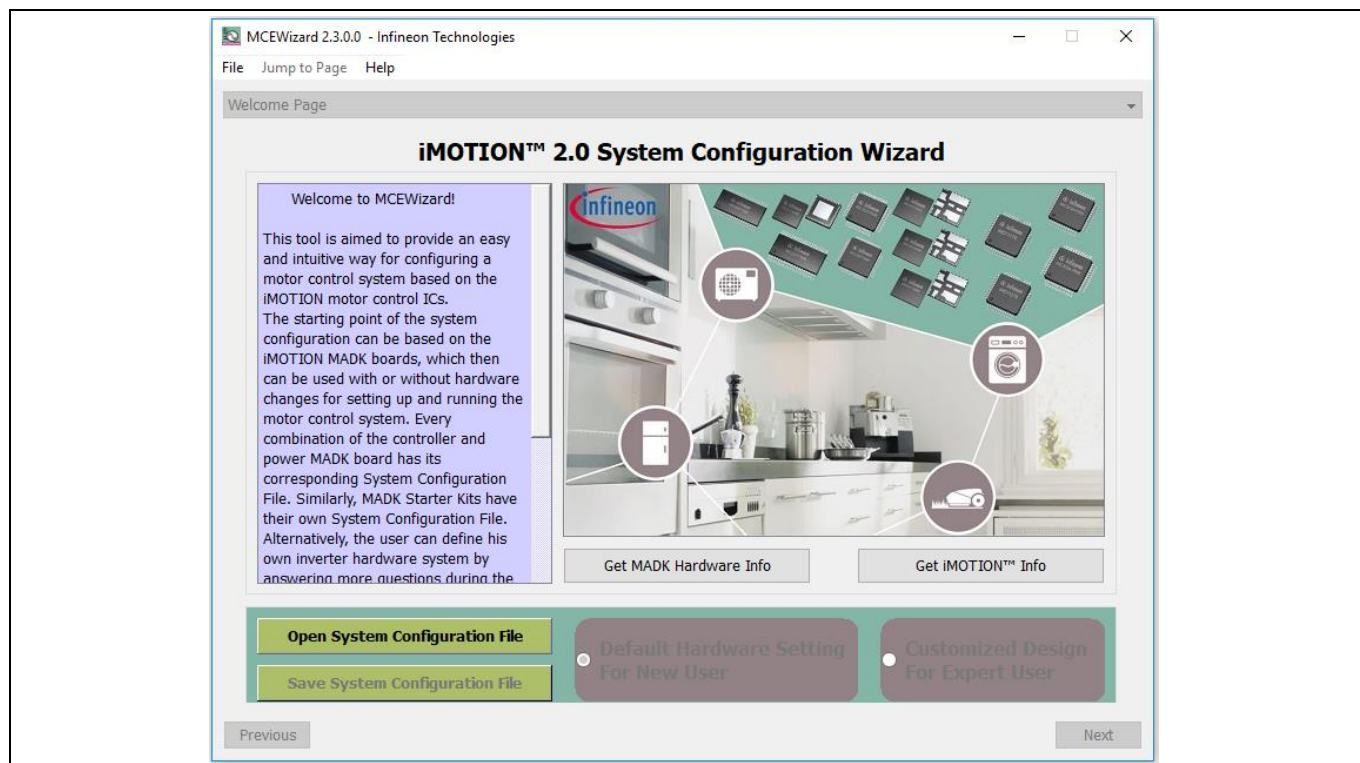 MCEWizard 2.3.0.0 - Infineon Technologies
File Jump to Page Help
Welcome Page
iMOTION™ 2.0 System Configuration Wizard
Welcome to MCEWizard!
This tool is aimed to provide an easy
and intuitive way for configuring a
motor control system based on the
iMOTION motor control ICs.
The starting point of the system
configuration can be based on the
iMOTION MADK boards, which then
can be used with or without hardware
changes for setting up and running the
motor control system. Every
combination of the controller and
power MADK board has its
corresponding System Configuration
File. Similarly, MADK Starter Kits have
their own System Configuration File.
Alternatively, the user can define his
own inverter hardware system by
answering more questions during the
infineon
Get MADK Hardware Info
Get iMOTION™ Info
Open System Configuration File
Save System Configuration File
Default Hardware Setting
For New User
Customized Design
For Expert User
Previous
Next